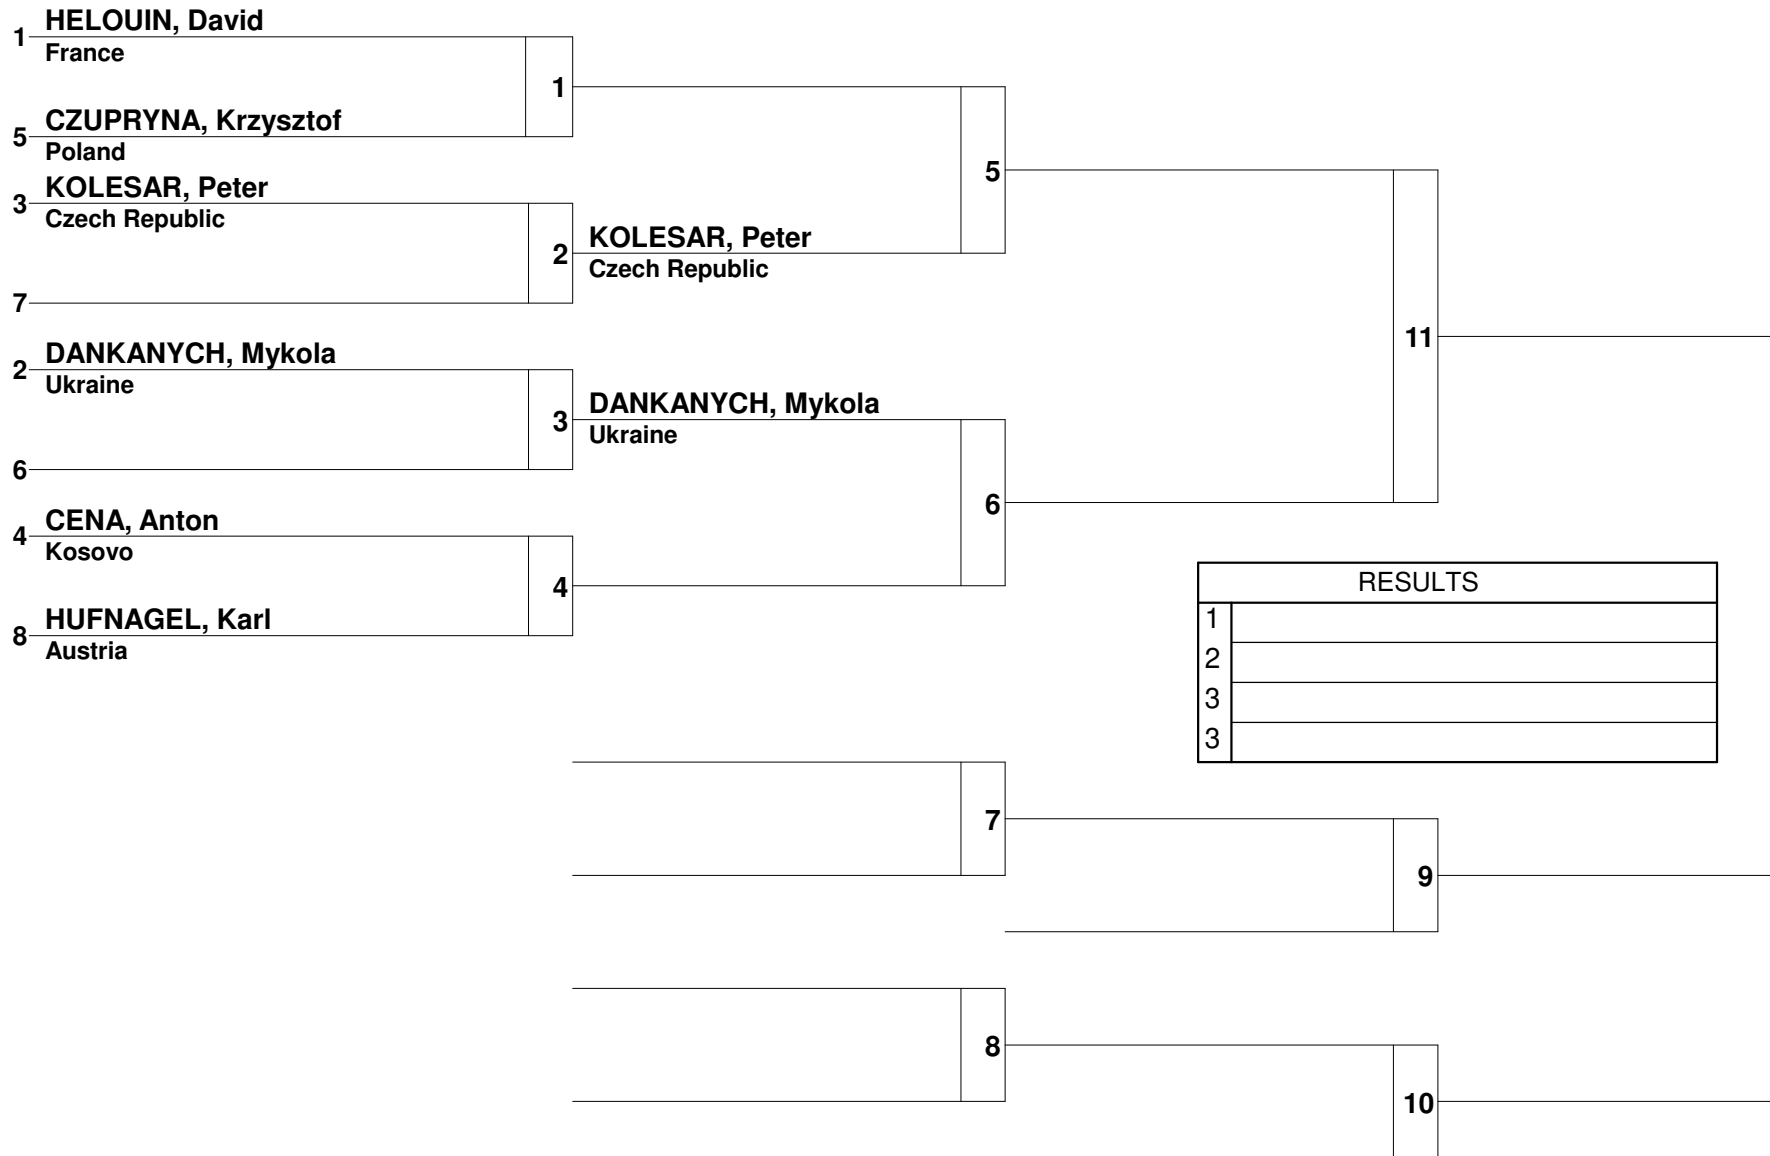 1 HELOUIN, David
France
1
5 CZUPRYNA, Krzysztof
Poland
3 KOLESAR, Peter
Czech Republic
2
KOLESAR, Peter
Czech Republic
5
7
2 DANKANYCH, Mykola
Ukraine
3
DANKANYCH, Mykola
Ukraine
11
6
4 CENA, Anton
Kosovo
4
6
8 HUFNAGEL, Karl
Austria
RESULTS
1
2
3
3
7
9
8
10